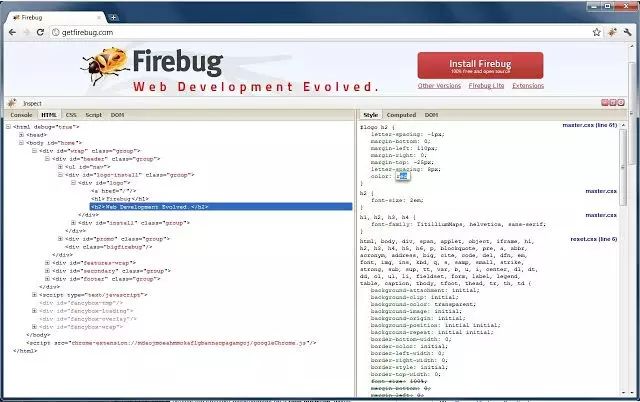 Firebug
getfirebug.com
Firebug
Web Development Evolved.
Install Firebug
100% free and open source
Other Versions
Firebug Lite
Extensions
Inspect
Console HTML CSS Script DOM
<html debug="true">
<head>
<body id="home">
<div id="wrap" class="group">
<div id="header" class="group">
<ul id="nav">
<div id="logo-install" class="group">
<div id="logo">
<a href="/"/>
<h1>Firebug</h1>
<h2>Web Development Evolved.</h2>
</div>
<div id="install" class="group">
</div>
<div id="promo" class="group">
<div class="bigfirebug"/>
</div>
<div id="features-wrap" class="group">
<div id="secondary" class="group">
<div id="footer" class="group">
</div>
<script type="text/javascript">
<div id="fancybox-tmp"/>
<div id="fancybox-loading">
<div id="fancybox-overlay"/>
<div id="fancybox-wrap">
</body>
</html>
Style Computed DOM
#logo h2 { master.css (line 61)
letter-spacing: -1px;
margin-bottom: 0;
margin-left: 110px;
margin-right: 0;
margin-top: -25px;
letter-spacing: 8px;
color:
}
h2 { master.css
font-size: 2em;
}
h1, h2, h3, h4 { master.css
font-family: TitilliumMaps, helvetica, sans-serif;
}
html, body, div, span, applet, object, iframe, h1, reset.css (line 6)
h2, h3, h4, h5, h6, p, blockquote, pre, a, abbr,
acronym, address, big, cite, code, del, dfn, em,
font, img, ins, kbd, q, s, samp, small, strike,
strong, sub, sup, tt, var, b, u, i, center, dl, dt,
dd, ol, ul, li, fieldset, form, label, legend,
table, caption, tbody, tfoot, thead, tr, th, td {
background-attachment: initial;
background-clip: initial;
background-color: transparent;
background-image: initial;
background-origin: initial;
background-position: initial initial;
background-repeat: initial initial;
border-bottom-width: 0;
border-color: initial;
border-left-width: 0;
border-right-width: 0;
border-style: initial;
border-top-width: 0;
font-size: 100%;
margin-bottom: 0;
margin-left: 0;